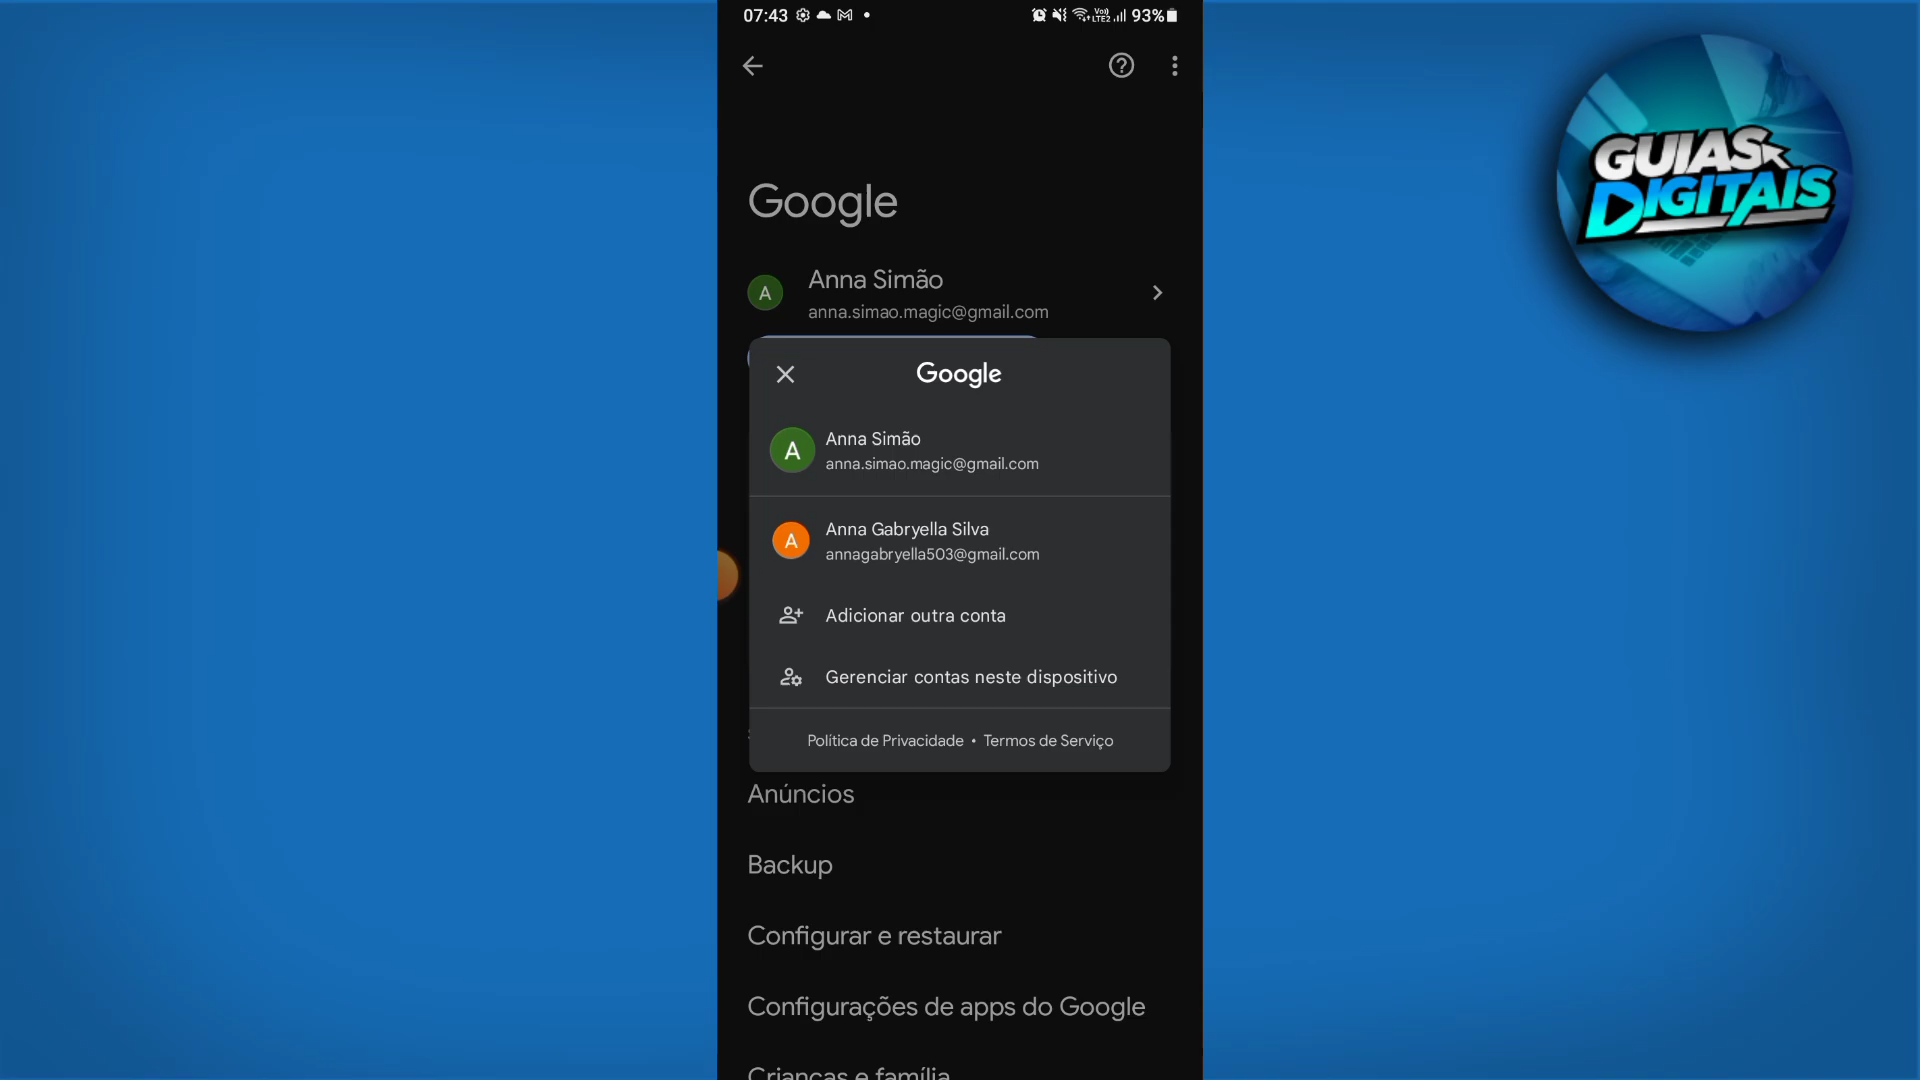 07:43 93%
Vo))
LTE2
GUIAS
DIGITAIS
Google
A
Anna Simão
anna.simao.magic@gmail.com
Google
A
Anna Simão
anna.simao.magic@gmail.com
A
Anna Gabryella Silva
annagabryella503@gmail.com
Adicionar outra conta
Gerenciar contas neste dispositivo
Política de Privacidade • Termos de Serviço
Anúncios
Backup
Configurar e restaurar
Configurações de apps do Google
Crianças e família